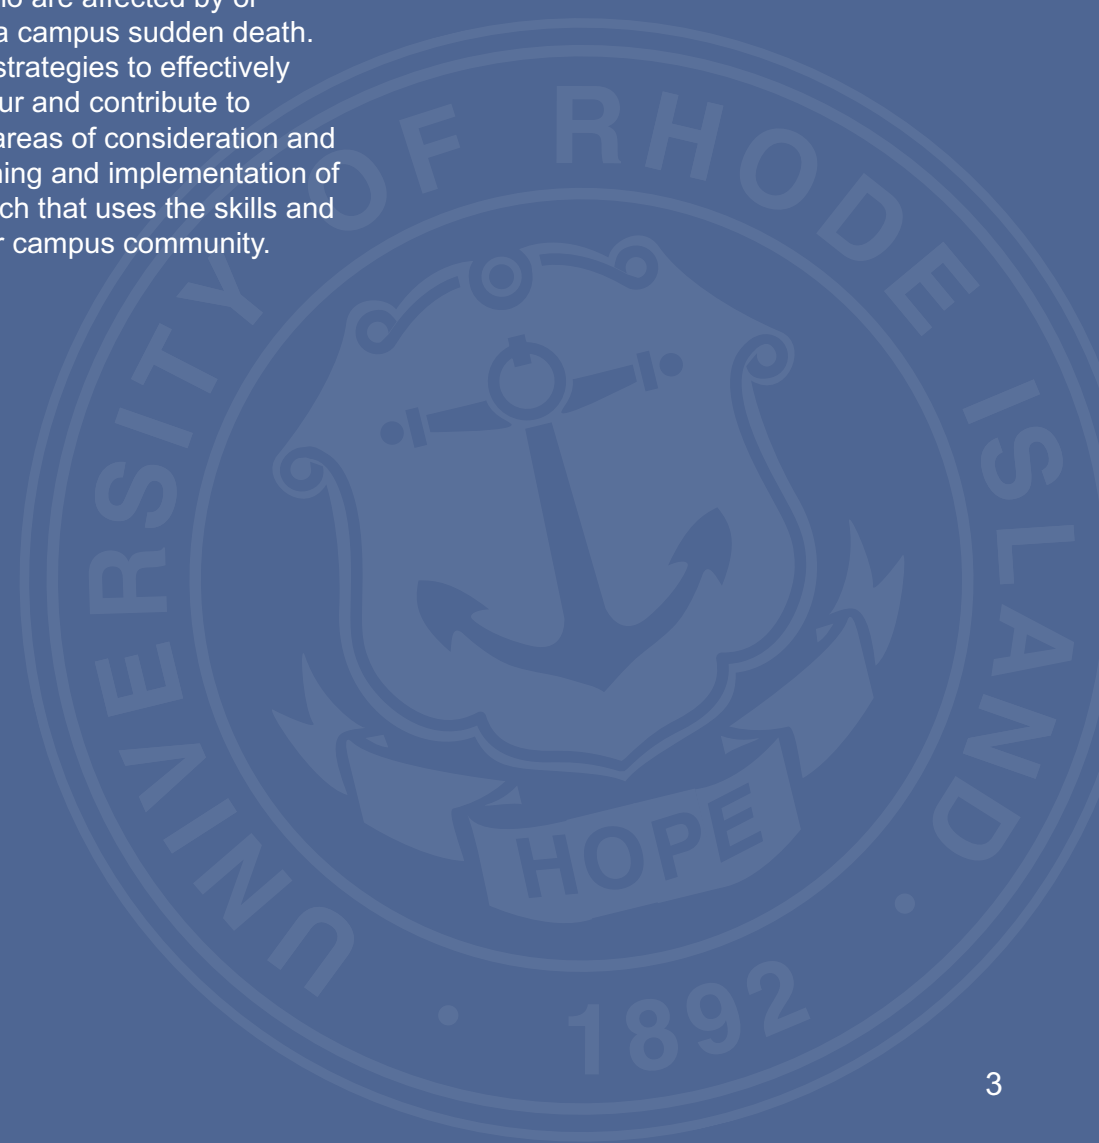 no are affected by or
a campus sudden death.
strategies to effectively
ur and contribute to
areas of consideration and
ning and implementation of
ch that uses the skills and
r campus community.
UNIVERSITY OF RHODE ISLAND
HOPE
• 1892 •
3